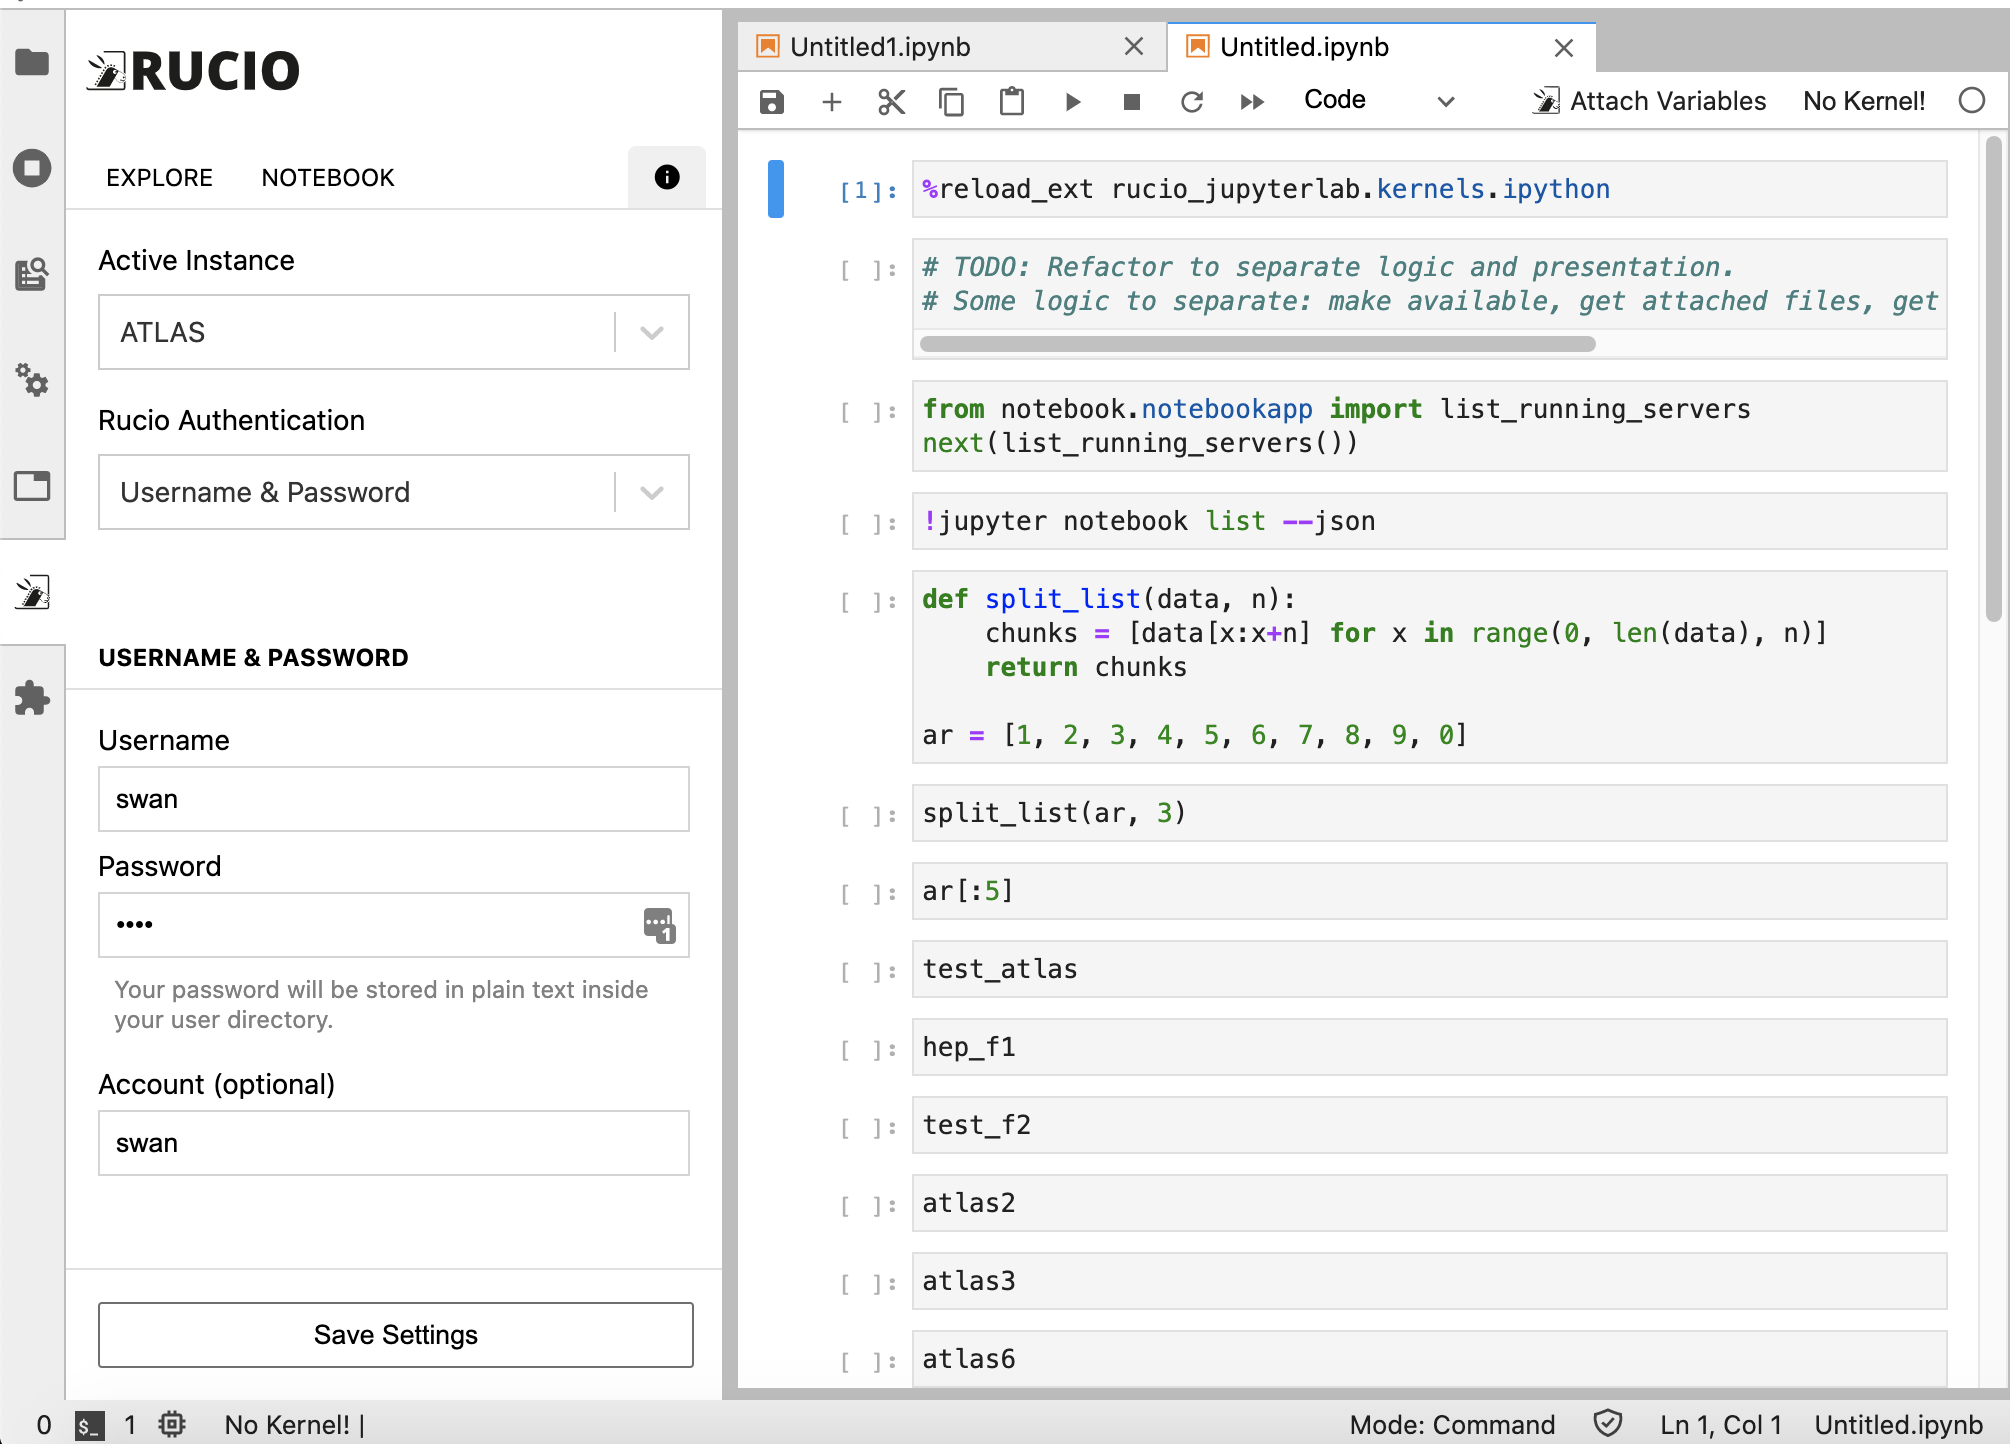 RUCIO
EXPLORE NOTEBOOK
Active Instance
ATLAS
Rucio Authentication
Username & Password
USERNAME & PASSWORD
Username
swan
Password
••••
Your password will be stored in plain text inside
your user directory.
Account (optional)
swan
Save Settings
Untitled1.ipynb
Untitled.ipynb
Code
Attach Variables
No Kernel!
[1]: %reload_ext rucio_jupyterlab.kernels.ipython
[ ]: # TODO: Refactor to separate logic and presentation.
# Some logic to separate: make available, get attached files, get
[ ]: from notebook.notebookapp import list_running_servers
next(list_running_servers())
[ ]: !jupyter notebook list --json
[ ]: def split_list(data, n):
    chunks = [data[x:x+n] for x in range(0, len(data), n)]
    return chunks
ar = [1, 2, 3, 4, 5, 6, 7, 8, 9, 0]
[ ]: split_list(ar, 3)
[ ]: ar[:5]
[ ]: test_atlas
[ ]: hep_f1
[ ]: test_f2
[ ]: atlas2
[ ]: atlas3
[ ]: atlas6
0 $_ 1 No Kernel! | Mode: Command Ln 1, Col 1 Untitled.ipynb